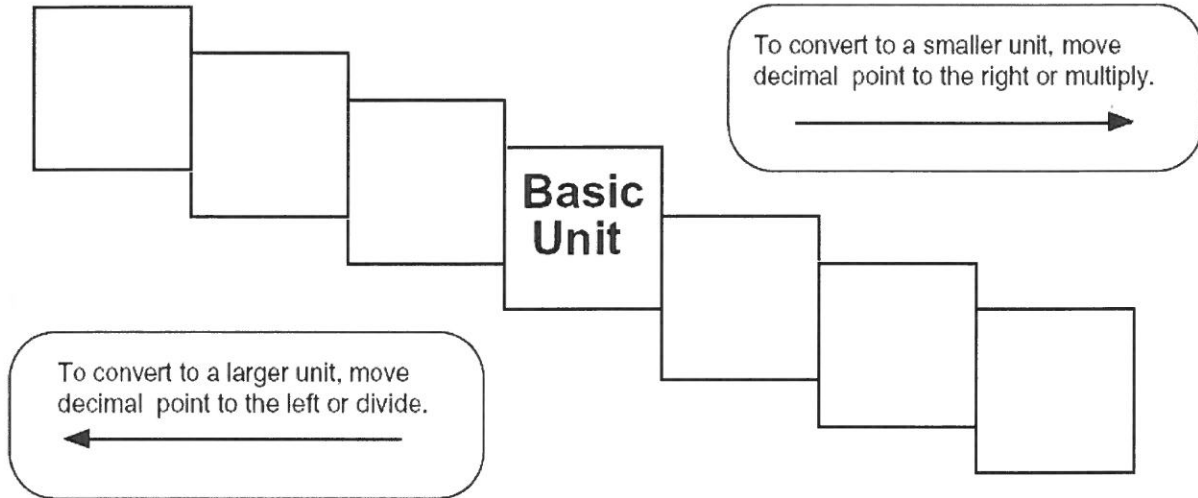 To convert to a smaller unit, move
decimal point to the right or multiply.
Basic
Unit
To convert to a larger unit, move
decimal point to the left or divide.